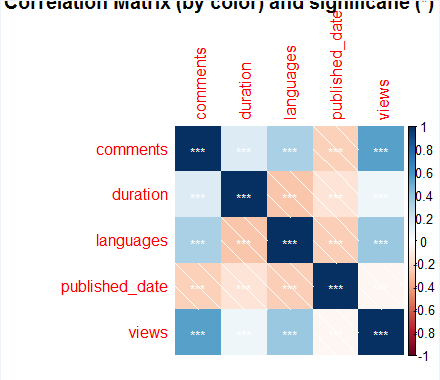 Correlation Matrix (by color) and significane (*)
comments
duration
languages
published_date
views
comments *** *** *** *** ***
duration *** *** *** *** ***
languages *** *** *** *** ***
published_date *** *** *** *** ***
views *** *** *** *** ***
1
0.8
0.6
0.4
0.2
0
-0.2
-0.4
-0.6
-0.8
-1